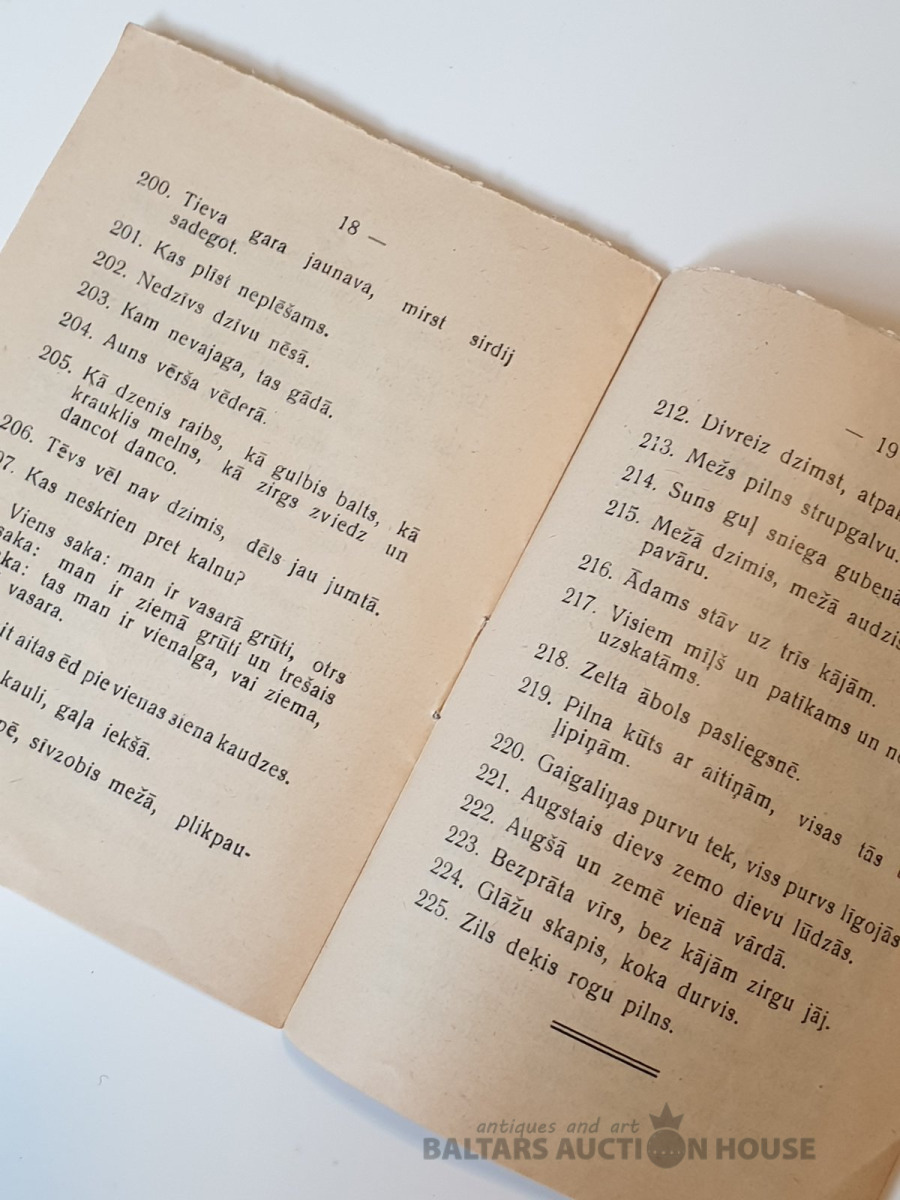 18 —
200. Tieva gara jaunava, mirst sirdij
sadegot.
201. Kas plīst neplēšams.
202. Nedzīvs dzīvu nēsā.
203. Kam nevajaga, tas gādā.
204. Auns vērša vēderā.
205. Kā dzenis raibs, kā gulbis balts, kā
krauklis melns, kā zirgs zviedz un
dancot danco.
206. Tēvs vēl nav dzimis, dēls jau jumtā.
Kas neskrien pret kalnu?
Viens saka: man ir vasarā grūti, otrs
saka: man ir ziemā grūti un trešais
tas man ir vienalga, vai ziema,
vasara.
aitas ēd pie vienas siena kaudzes.
kauli, gaļa iekšā.
sīvzobis mežā, plikpau-
— 19
212. Divreiz dzimst,
213. Mežs pilns strupgalvu.
214. Suns guļ sniega
215. Mežā dzimis, mežā
pavāru.
216. Ādams stāv uz trīs kājām.
217. Visiem mīļš un patīkams un
uzskatāms.
218. Zelta ābols pasliegsnē.
219. Pilna kūts ar aitiņām, visas tās
ļipiņām.
220. Gaigaliņas purvu tek, viss purvs
221. Augstais dievs zemo dievu lūdzās.
222. Augšā un zemē vienā vārdā.
223. Bezprāta vīrs, bez kājām zirgu jāj.
224. Glāžu skapis, koka durvis.
225. Zils deķis rogu pilns.
antiques and art
BALTARS AUCTION HOUSE